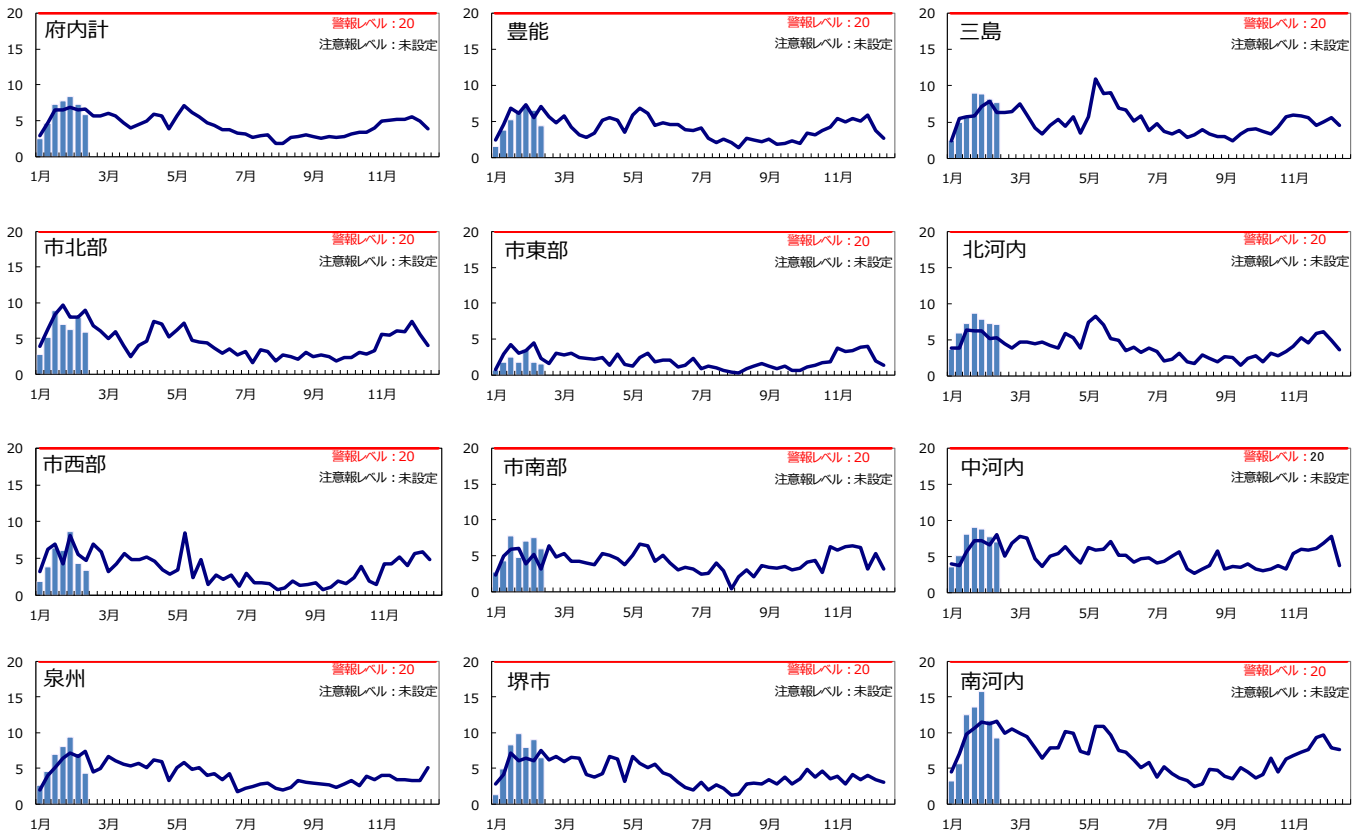 府内計
警報レベル：20
注意報レベル：未設定
20
15
10
5
0
1月 3月 5月 7月 9月 11月
豊能
警報レベル：20
注意報レベル：未設定
20
15
10
5
0
1月 3月 5月 7月 9月 11月
三島
警報レベル：20
注意報レベル：未設定
20
15
10
5
0
1月 3月 5月 7月 9月 11月
市北部
警報レベル：20
注意報レベル：未設定
20
15
10
5
0
1月 3月 5月 7月 9月 11月
市東部
警報レベル：20
注意報レベル：未設定
20
15
10
5
0
1月 3月 5月 7月 9月 11月
北河内
警報レベル：20
注意報レベル：未設定
20
15
10
5
0
1月 3月 5月 7月 9月 11月
市西部
警報レベル：20
注意報レベル：未設定
20
15
10
5
0
1月 3月 5月 7月 9月 11月
市南部
警報レベル：20
注意報レベル：未設定
20
15
10
5
0
1月 3月 5月 7月 9月 11月
中河内
警報レベル：20
注意報レベル：未設定
20
15
10
5
0
1月 3月 5月 7月 9月 11月
泉州
警報レベル：20
注意報レベル：未設定
20
15
10
5
0
1月 3月 5月 7月 9月 11月
堺市
警報レベル：20
注意報レベル：未設定
20
15
10
5
0
1月 3月 5月 7月 9月 11月
南河内
警報レベル：20
注意報レベル：未設定
20
15
10
5
0
1月 3月 5月 7月 9月 11月